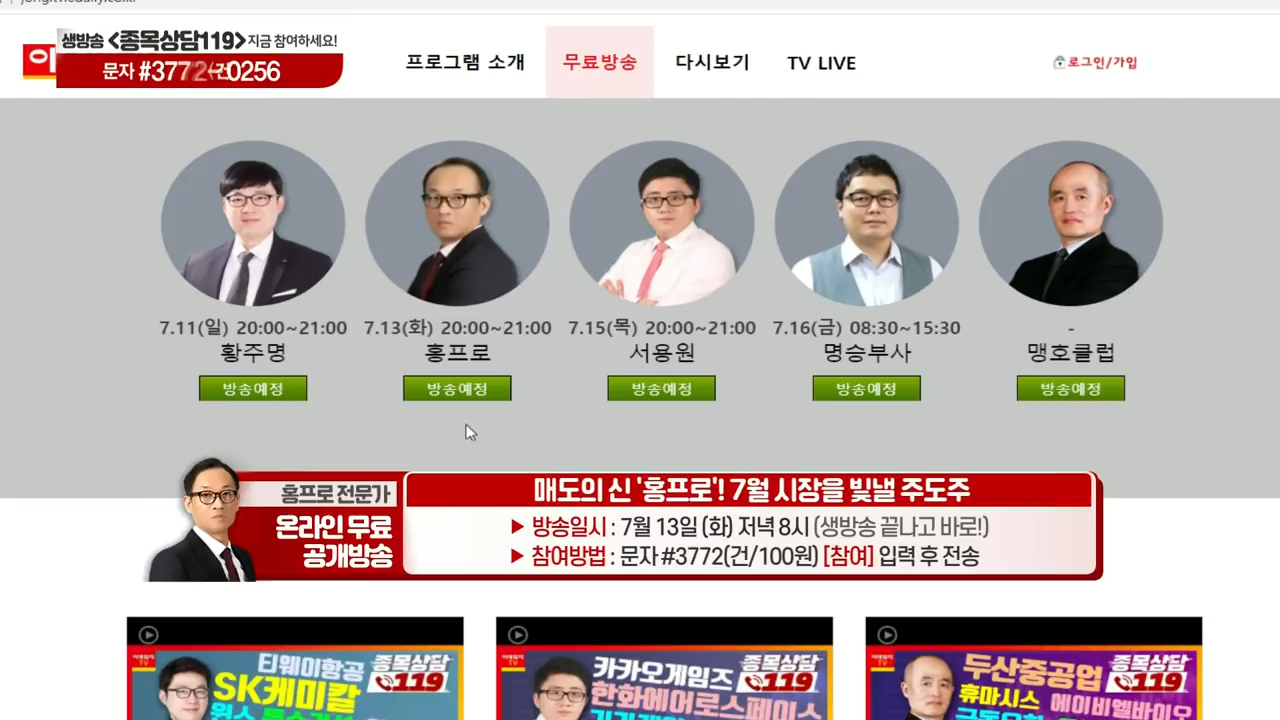 생방송 <종목상담119> 지금 참여하세요!
프로그램 소개
무료방송
다시보기
TV LIVE
로그인/가입
7.11(일) 20:00~21:00
황주명
방송예정
7.13(화) 20:00~21:00
홍프로
방송예정
7.15(목) 20:00~21:00
서용원
방송예정
7.16(금) 08:30~15:30
명승부사
방송예정
-
맹호클럽
방송예정
홍프로 전문가
온라인 무료
공개방송
매도의 신 '홍프로'! 7월 시장을 빛낼 주도주
▶ 방송일시 : 7월 13일 (화) 저녁 8시 (생방송 끝나고 바로!)
▶ 참여방법 : 문자 #3772(건/100원) [참여] 입력 후 전송
티웨이항공
SK케미칼
종목상담
119
카카오게임즈
한화에어로스페이스
종목상담
119
두산중공업
휴마시스 에이비엘바이오
종목상담
119